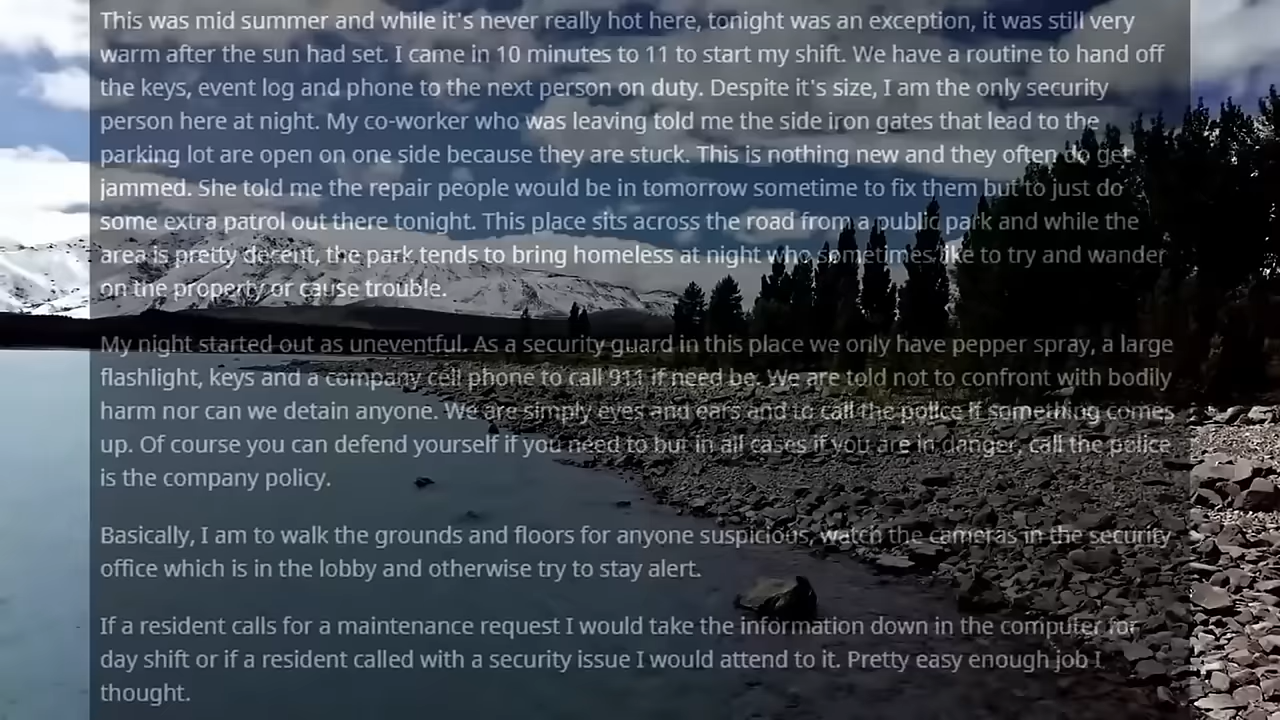 This was mid summer and while it's never really hot here, tonight was an exception, it was still very
warm after the sun had set. I came in 10 minutes to 11 to start my shift. We have a routine to hand off
the keys, event log and phone to the next person on duty. Despite it's size, I am the only security
person here at night. My co-worker who was leaving told me the side iron gates that lead to the
parking lot are open on one side because they are stuck. This is nothing new and they often do get
jammed. She told me the repair people would be in tomorrow sometime to fix them but to just do
some extra patrol out there tonight. This place sits across the road from a public park and while the
area is pretty decent, the park tends to bring homeless at night who sometimes like to try and wander
on the property or cause trouble.
My night started out as uneventful. As a security guard in this place we only have pepper spray, a large
flashlight, keys and a company cell phone to call 911 if need be. We are told not to confront with bodily
harm nor can we detain anyone. We are simply eyes and ears and to call the police if something comes
up. Of course you can defend yourself if you need to but in all cases if you are in danger, call the police
is the company policy.
Basically, I am to walk the grounds and floors for anyone suspicious, watch the cameras in the security
office which is in the lobby and otherwise try to stay alert.
If a resident calls for a maintenance request I would take the information down in the computer for
day shift or if a resident called with a security issue I would attend to it. Pretty easy enough job I
thought.